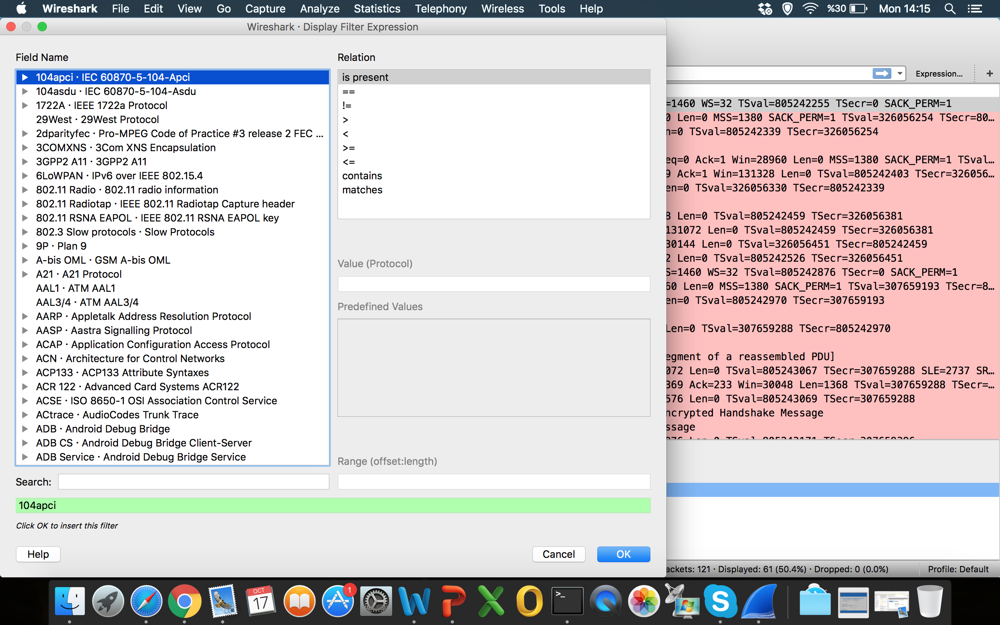 Wireshark File Edit View Go Capture Analyze Statistics Telephony Wireless Tools Help %30 Mon 14:15
Wireshark · Display Filter Expression
Field Name
104apci · IEC 60870-5-104-Apci
104asdu · IEC 60870-5-104-Asdu
1722A · IEEE 1722a Protocol
29West · 29West Protocol
2dparityfec · Pro-MPEG Code of Practice #3 release 2 FEC ...
3COMXNS · 3Com XNS Encapsulation
3GPP2 A11 · 3GPP2 A11
6LoWPAN · IPv6 over IEEE 802.15.4
802.11 Radio · 802.11 radio information
802.11 Radiotap · IEEE 802.11 Radiotap Capture header
802.11 RSNA EAPOL · IEEE 802.11 RSNA EAPOL key
802.3 Slow protocols · Slow Protocols
9P · Plan 9
A-bis OML · GSM A-bis OML
A21 · A21 Protocol
AAL1 · ATM AAL1
AAL3/4 · ATM AAL3/4
AARP · Appletalk Address Resolution Protocol
AASP · Aastra Signalling Protocol
ACAP · Application Configuration Access Protocol
ACN · Architecture for Control Networks
ACP133 · ACP133 Attribute Syntaxes
ACR 122 · Advanced Card Systems ACR122
ACSE · ISO 8650-1 OSI Association Control Service
ACtrace · AudioCodes Trunk Trace
ADB · Android Debug Bridge
ADB CS · Android Debug Bridge Client-Server
ADB Service · Android Debug Bridge Service
Search:
104apci
Click OK to insert this filter
Help
Relation
is present
==
!=
>
<
>=
<=
contains
matches
Value (Protocol)
Predefined Values
Range (offset:length)
Cancel OK
Expression... +
=1460 WS=32 TSval=805242255 TSecr=0 SACK_PERM=1
0 Len=0 MSS=1380 SACK_PERM=1 TSval=326056254 TSecr=80...
n=0 TSval=805242339 TSecr=326056254
eq=0 Ack=1 Win=28960 Len=0 MSS=1380 SACK_PERM=1 TSval...
9 Ack=1 Win=131328 Len=0 TSval=805242403 TSecr=326056...
en=0 TSval=326056330 TSecr=805242339
8 Len=0 TSval=805242459 TSecr=326056381
131072 Len=0 TSval=805242459 TSecr=326056381
30144 Len=0 TSval=326056451 TSecr=805242459
2 Len=0 TSval=805242526 TSecr=326056451
S=1460 WS=32 TSval=805242876 TSecr=0 SACK_PERM=1
60 Len=0 MSS=1380 SACK_PERM=1 TSval=307659193 TSecr=8...
en=0 TSval=805242970 TSecr=307659193
Len=0 TSval=307659288 TSecr=805242970
egment of a reassembled PDU]
072 Len=0 TSval=805243067 TSecr=307659288 SLE=2737 SR...
369 Ack=233 Win=30048 Len=1368 TSval=307659288 TSecr=...
576 Len=0 TSval=805243069 TSecr=307659288
ncrypted Handshake Message
ssage
ackets: 121 · Displayed: 61 (50.4%) · Dropped: 0 (0.0%) Profile: Default
OCT
17
1